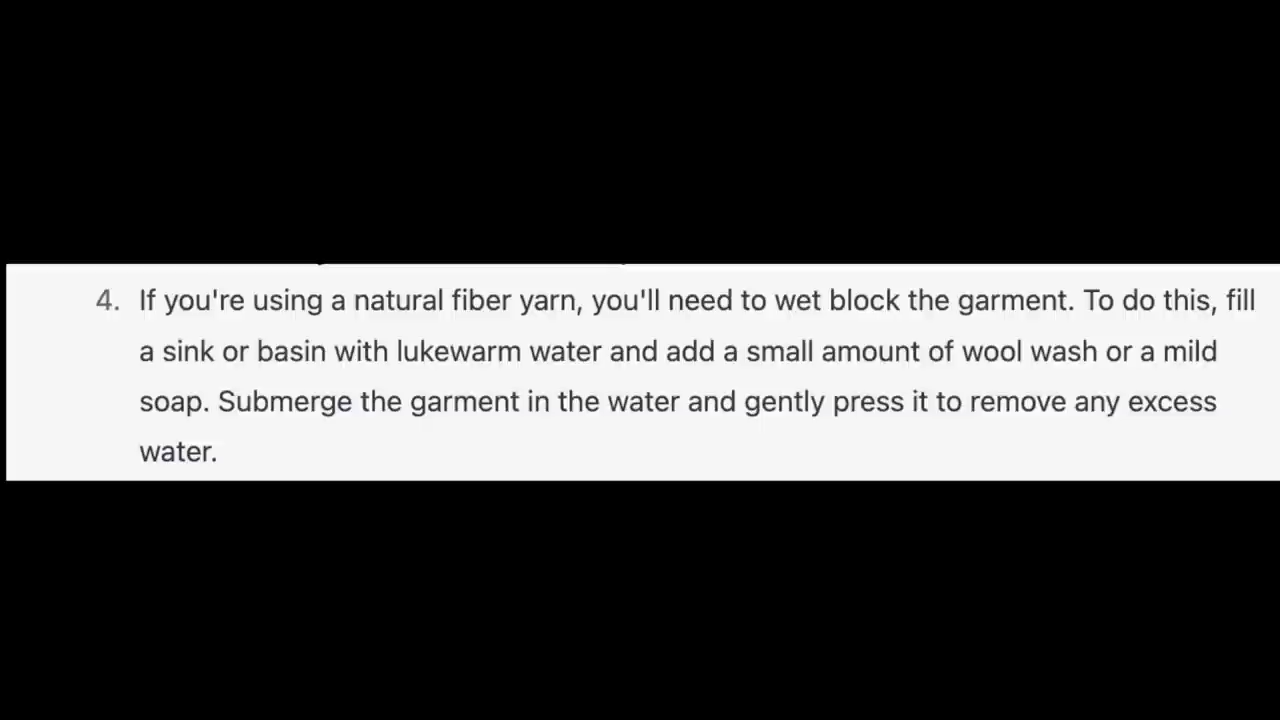 4. If you're using a natural fiber yarn, you'll need to wet block the garment. To do this, fill
a sink or basin with lukewarm water and add a small amount of wool wash or a mild
soap. Submerge the garment in the water and gently press it to remove any excess
water.